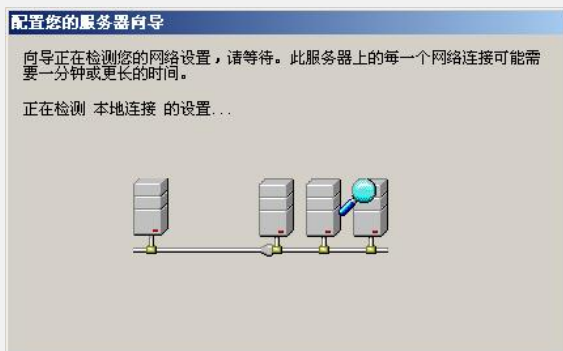 配置您的服务器向导
向导正在检测您的网络设置，请等待。此服务器上的每一个网络连接可能需
要一分钟或更长的时间。
正在检测 本地连接 的设置...